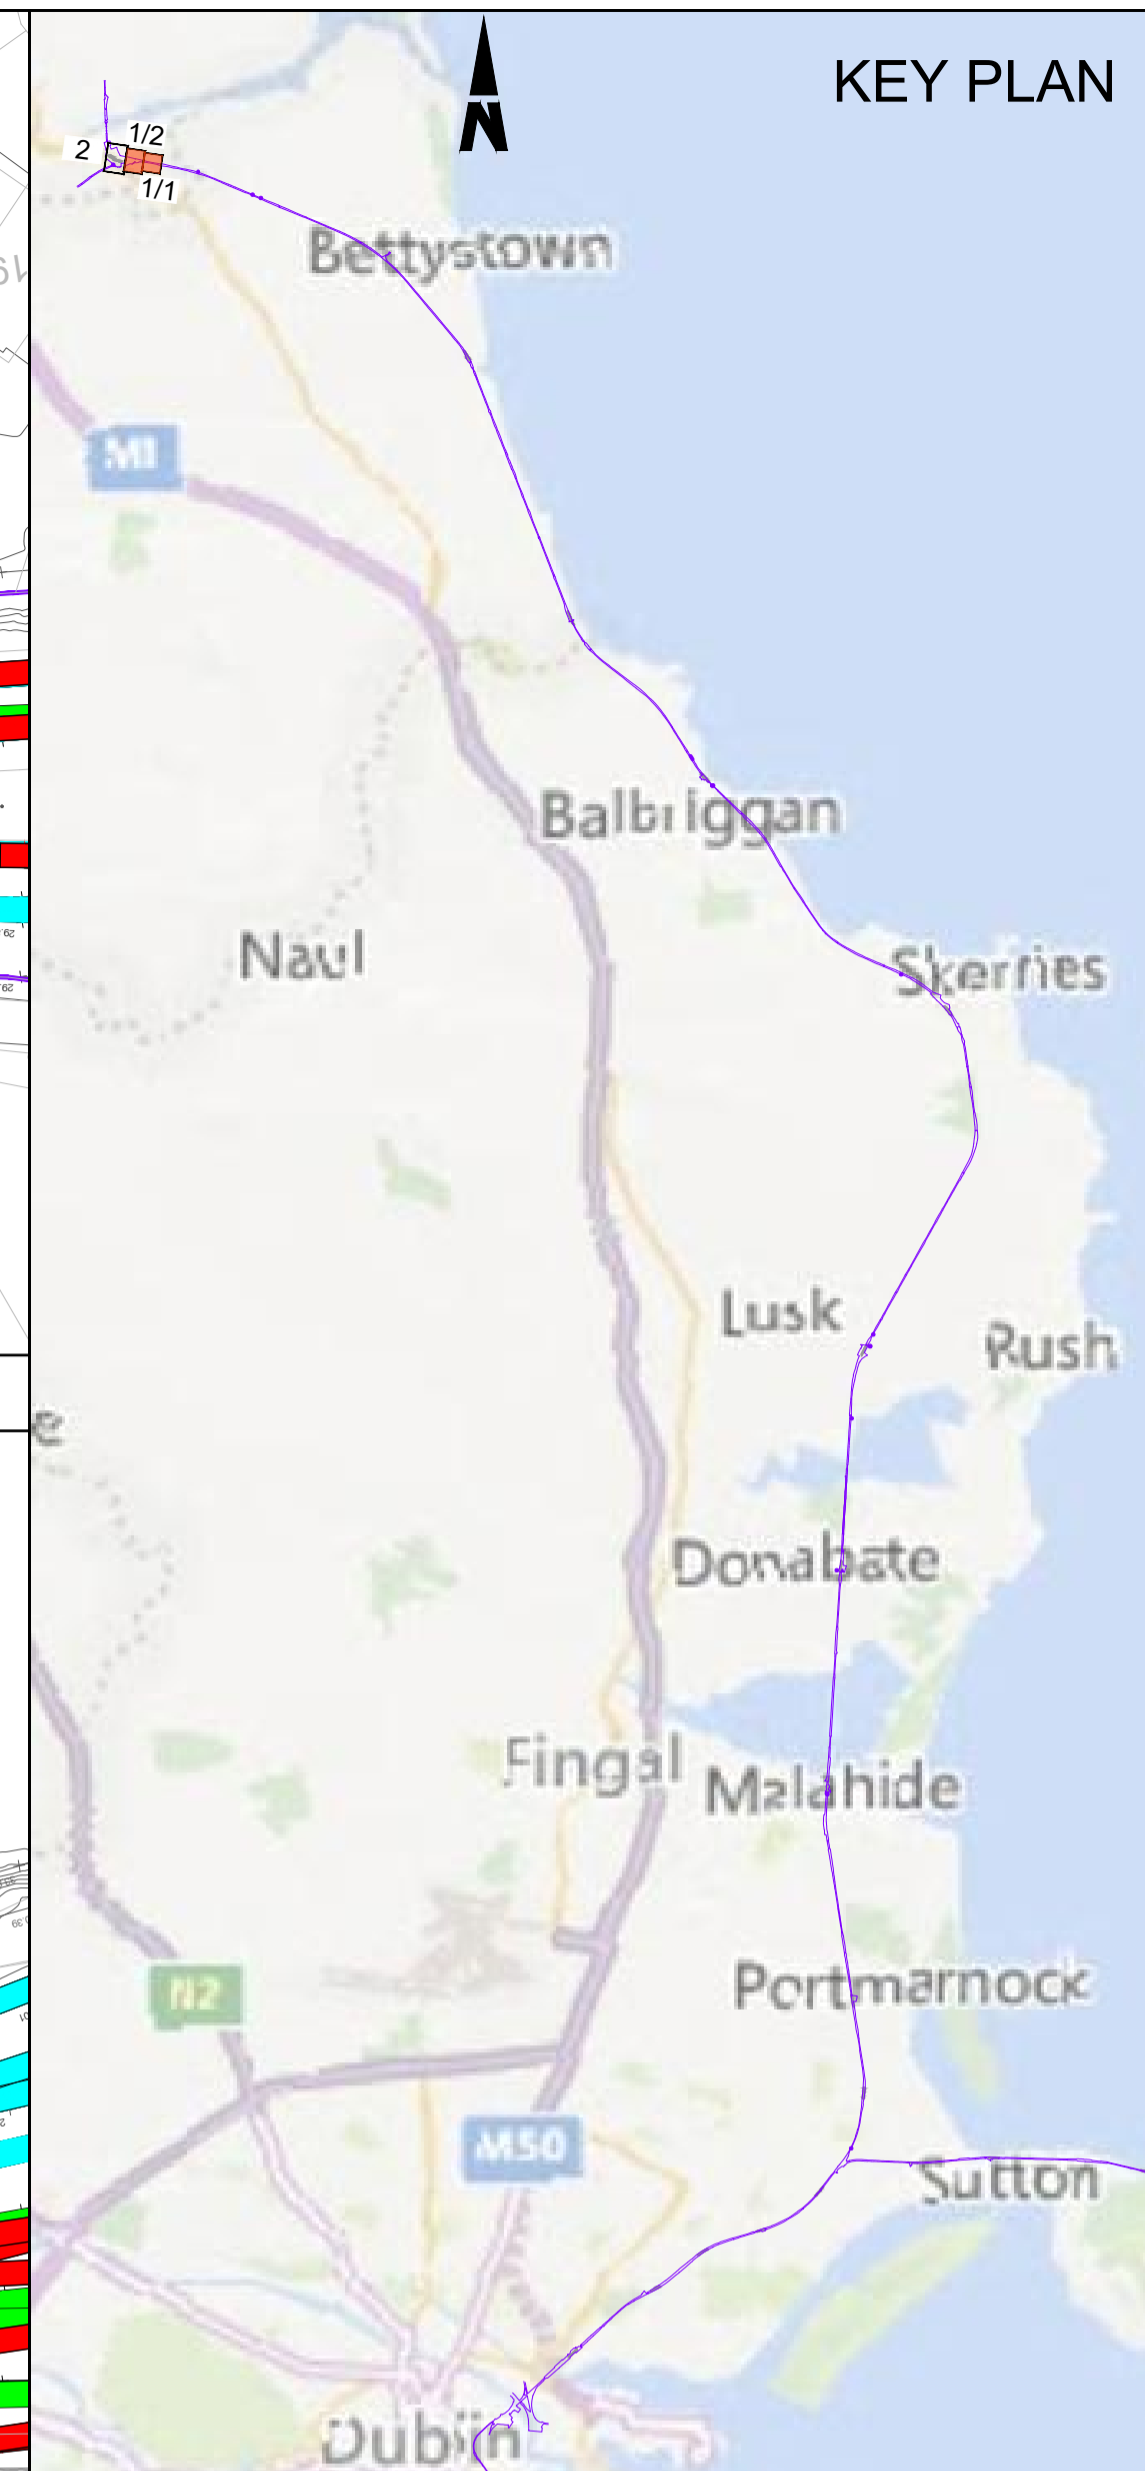 KEY PLAN
N
1/2
2
1/1
Bettystown
M1
Balbriggan
Naul
Skerries
Lusk
Rush
e
Donabate
Fingal
Malahide
N2
Portmarnock
M50
Sutton
Dublin